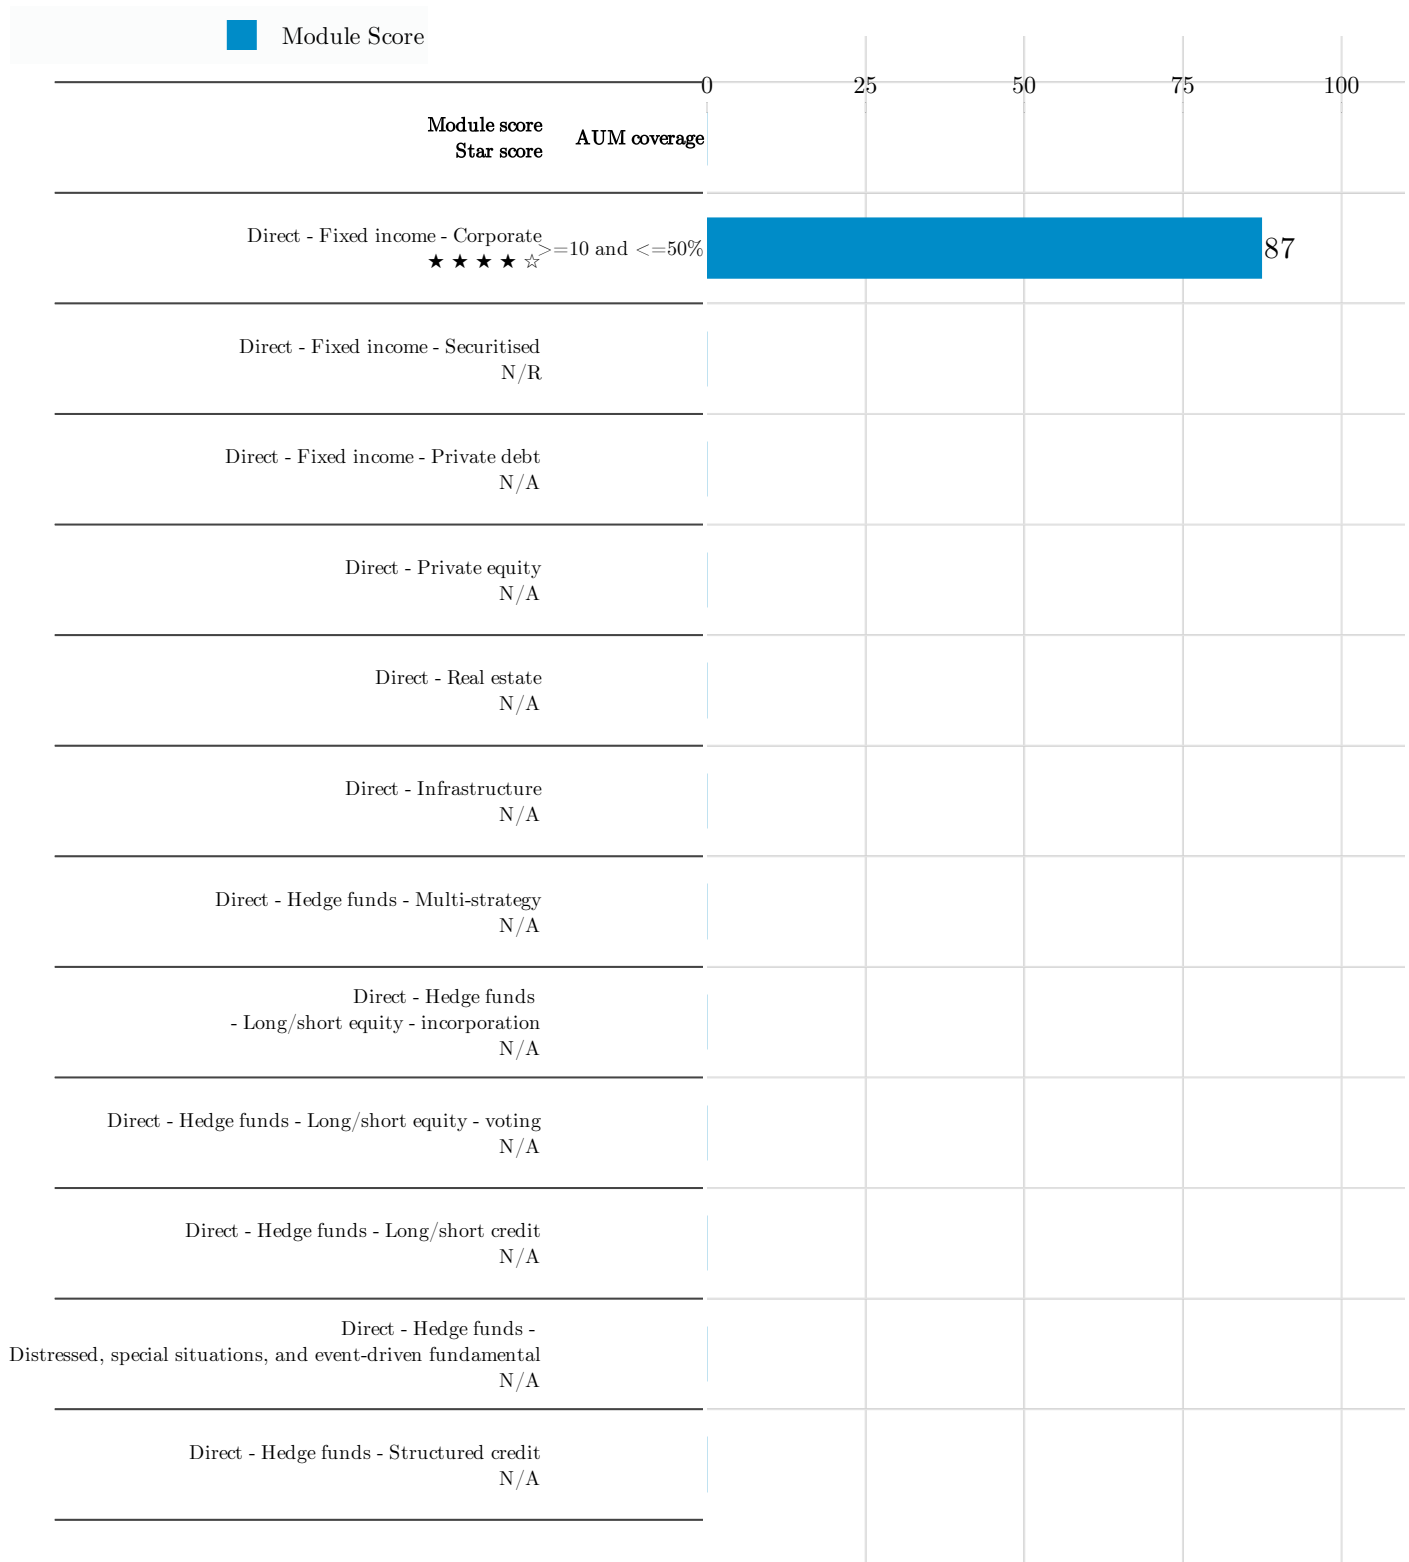 Module Score
0 25 50 75 100
Module score
Star score
AUM coverage
Direct - Fixed income - Corporate
★ ★ ★ ★ ☆
>=10 and <=50%
87
Direct - Fixed income - Securitised
N/R
Direct - Fixed income - Private debt
N/A
Direct - Private equity
N/A
Direct - Real estate
N/A
Direct - Infrastructure
N/A
Direct - Hedge funds - Multi-strategy
N/A
Direct - Hedge funds
- Long/short equity - incorporation
N/A
Direct - Hedge funds - Long/short equity - voting
N/A
Direct - Hedge funds - Long/short credit
N/A
Direct - Hedge funds -
Distressed, special situations, and event-driven fundamental
N/A
Direct - Hedge funds - Structured credit
N/A